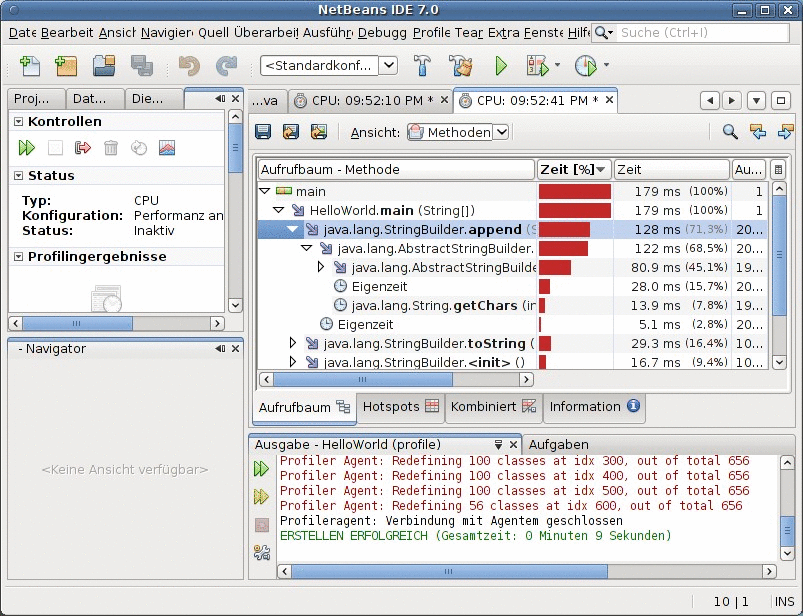 NetBeans IDE 7.0
Date Bearbeit Ansich Navigiere Quell Überarbei Ausführ Debugg Profile Tear Extra Fenste Hilfe Suche (Ctrl+I)
<Standardkonf...
Proj... Dat... Die...
...va CPU: 09:52:10 PM * CPU: 09:52:41 PM *
Kontrollen
Status
Typ: CPU
Konfiguration: Performanz an
Status: Inaktiv
Profilingergebnisse
- Navigator
<Keine Ansicht verfügbar>
Ansicht: Methoden
Aufrufbaum - Methode Zeit [%] Zeit Au...
main 179 ms (100%) 1
HelloWorld.main (String[]) 179 ms (100%) 1
java.lang.StringBuilder.append (S 128 ms (71,3%) 20...
java.lang.AbstractStringBuilder. 122 ms (68,5%) 20...
java.lang.AbstractStringBuilde 80.9 ms (45,1%) 19...
Eigenzeit 28.0 ms (15,7%) 20...
java.lang.String.getChars (in 13.9 ms (7,8%) 19...
Eigenzeit 5.1 ms (2,8%) 20...
java.lang.StringBuilder.toString ( 29.3 ms (16,4%) 10...
java.lang.StringBuilder.<init> () 16.7 ms (9,4%) 10...
Aufrufbaum Hotspots Kombiniert Information
Ausgabe - HelloWorld (profile) Aufgaben
Profiler Agent: Redefining 100 classes at idx 300, out of total 656
Profiler Agent: Redefining 100 classes at idx 400, out of total 656
Profiler Agent: Redefining 100 classes at idx 500, out of total 656
Profiler Agent: Redefining 56 classes at idx 600, out of total 656
Profileragent: Verbindung mit Agentem geschlossen
ERSTELLEN ERFOLGREICH (Gesamtzeit: 0 Minuten 9 Sekunden)
10 | 1 INS